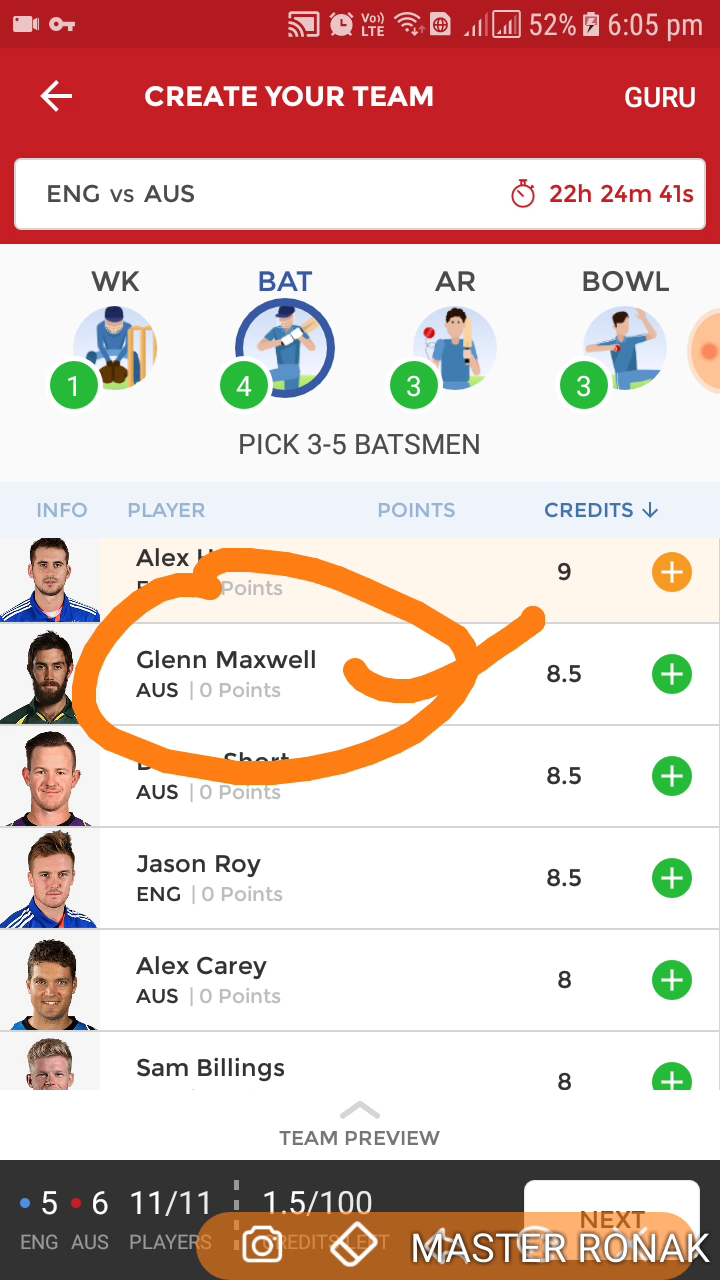 Vo)) LTE 52% 6:05 pm
CREATE YOUR TEAM GURU
ENG vs AUS 22h 24m 41s
WK BAT AR BOWL
1 4 3 3
PICK 3-5 BATSMEN
INFO PLAYER POINTS CREDITS
Alex 9
Points
Glenn Maxwell 8.5
AUS | 0 Points
Short 8.5
AUS | 0 Points
Jason Roy 8.5
ENG | 0 Points
Alex Carey 8
AUS | 0 Points
Sam Billings 8
TEAM PREVIEW
5 6 11/11 1.5/100 NEXT
ENG AUS PLAYERS CREDITS LEFT
MASTER RONAK